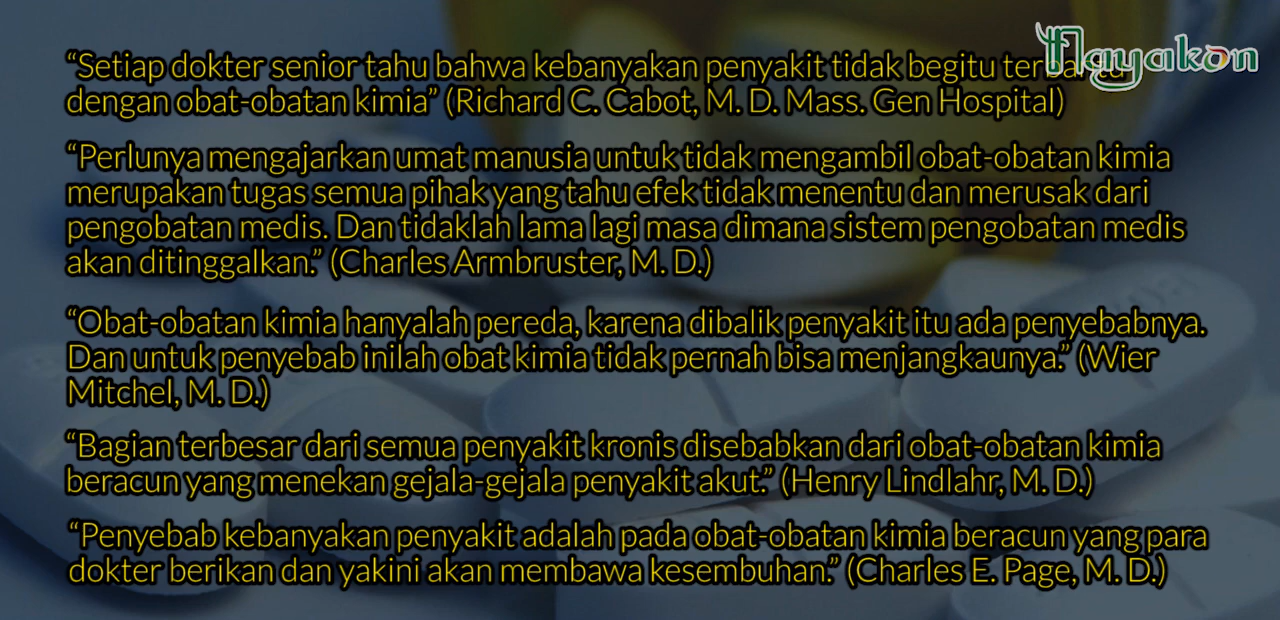 Nayakon
“Setiap dokter senior tahu bahwa kebanyakan penyakit tidak begitu
dengan obat-obatan kimia” (Richard C. Cabot, M. D. Mass. Gen Hospital)
“Perlunya mengajarkan umat manusia untuk tidak mengambil obat-obatan kimia
merupakan tugas semua pihak yang tahu efek tidak menentu dan merusak dari
pengobatan medis. Dan tidaklah lama lagi masa dimana sistem pengobatan medis
akan ditinggalkan.” (Charles Armbruster, M. D.)
“Obat-obatan kimia hanyalah pereda, karena dibalik penyakit itu ada penyebabnya.
Dan untuk penyebab inilah obat kimia tidak pernah bisa menjangkaunya.” (Wier
Mitchel, M. D.)
“Bagian terbesar dari semua penyakit kronis disebabkan dari obat-obatan kimia
beracun yang menekan gejala-gejala penyakit akut.” (Henry Lindlahr, M. D.)
“Penyebab kebanyakan penyakit adalah pada obat-obatan kimia beracun yang para
dokter berikan dan yakini akan membawa kesembuhan.” (Charles E. Page, M. D.)